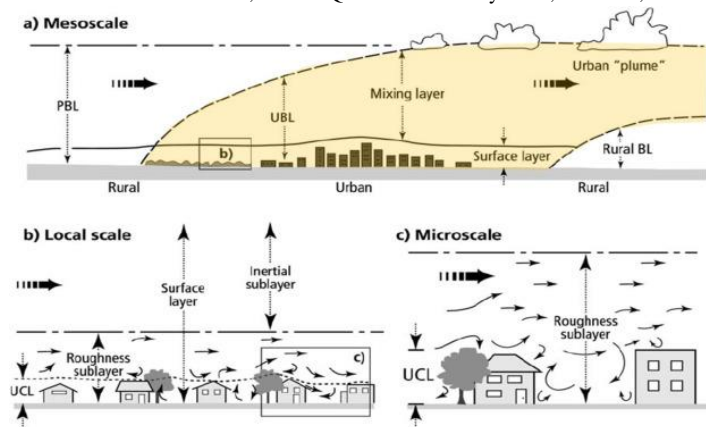 a) Mesoscale
Urban "plume"
PBL
Mixing layer
UBL
Rural BL
b)
Surface layer
Rural
Urban
Rural
b) Local scale
Inertial
sublayer
Surface
layer
Roughness
sublayer
c)
UCL
c) Microscale
Roughness
sublayer
UCL